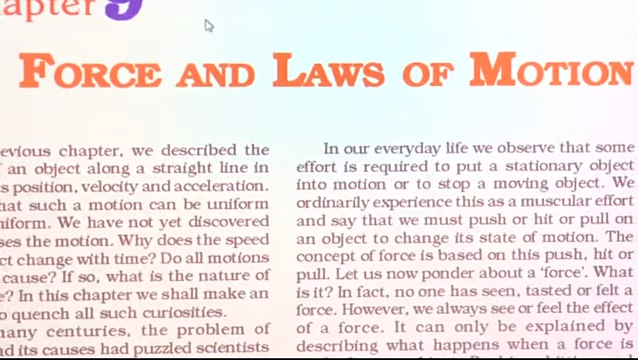 apter 9
FORCE AND LAWS OF MOTION
evious chapter, we described the
an object along a straight line in
s position, velocity and acceleration.
hat such a motion can be uniform
niform. We have not yet discovered
ses the motion. Why does the speed
ct change with time? Do all motions
cause? If so, what is the nature of
e? In this chapter we shall make an
o quench all such curiosities.
many centuries, the problem of
nd its causes had puzzled scientists
In our everyday life we observe that some
effort is required to put a stationary object
into motion or to stop a moving object. We
ordinarily experience this as a muscular effort
and say that we must push or hit or pull on
an object to change its state of motion. The
concept of force is based on this push, hit or
pull. Let us now ponder about a ‘force’. What
is it? In fact, no one has seen, tasted or felt a
force. However, we always see or feel the effect
of a force. It can only be explained by
describing what happens when a force is